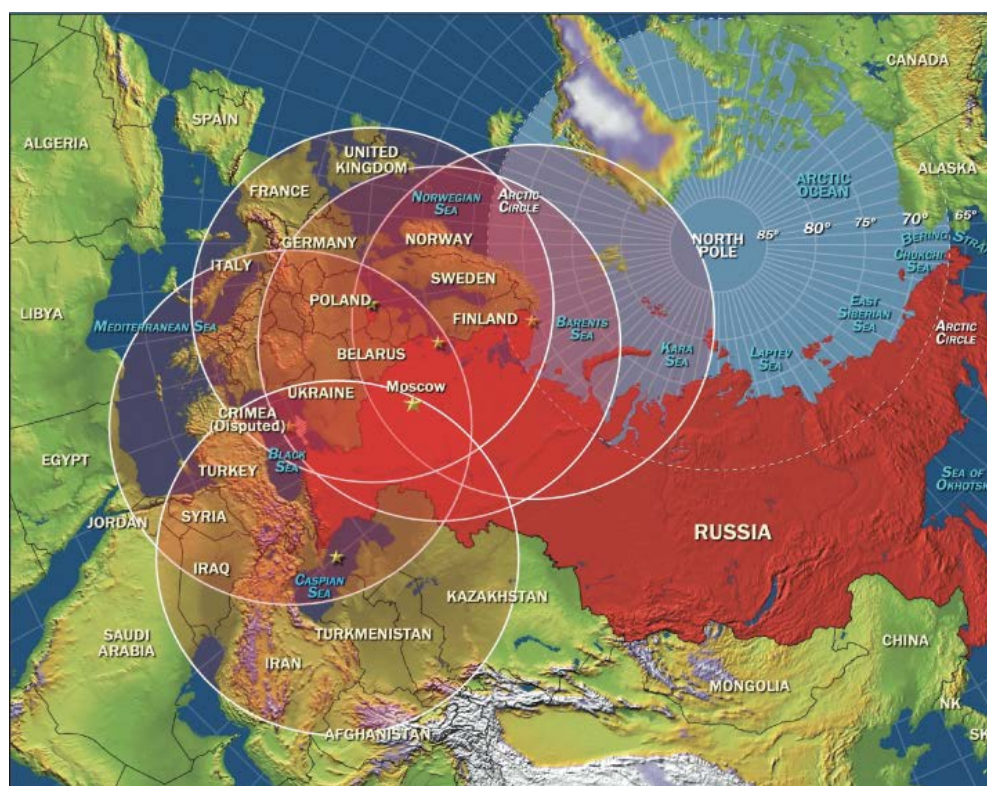 CANADA
ALGERIA
SPAIN
UNITED
KINGDOM
ALASKA
FRANCE
ARCTIC
OCEAN
NORWEGIAN
SEA
ARCTIC
CIRCLE
NORTH
POLE
85° 80° 75° 70° 65°
BERING STRAI
CHUKCHI
SEA
GERMANY
NORWAY
ITALY
SWEDEN
EAST
SIBERIAN
SEA
LIBYA
MEDITERRANEAN SEA
POLAND
FINLAND
BARENTS
SEA
ARCTIC
CIRCLE
BELARUS
KARA
SEA
LAPTEV
SEA
UKRAINE
Moscow
CRIMEA
(Disputed)
EGYPT
TURKEY
BLACK
SEA
SEA OF
OKHOTSK
JORDAN
SYRIA
RUSSIA
IRAQ
CASPIAN
SEA
KAZAKHSTAN
SAUDI
ARABIA
TURKMENISTAN
CHINA
IRAN
MONGOLIA
NK
AFGHANISTAN
SK